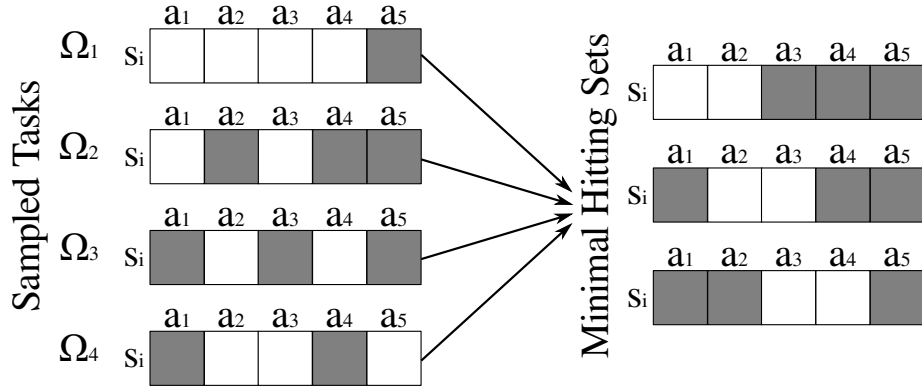 Sampled Tasks
Ω1
a1 a2 a3 a4 a5
si
Ω2
a1 a2 a3 a4 a5
si
Ω3
a1 a2 a3 a4 a5
si
Ω4
a1 a2 a3 a4 a5
si
Minimal Hitting Sets
a1 a2 a3 a4 a5
si
a1 a2 a3 a4 a5
si
a1 a2 a3 a4 a5
si